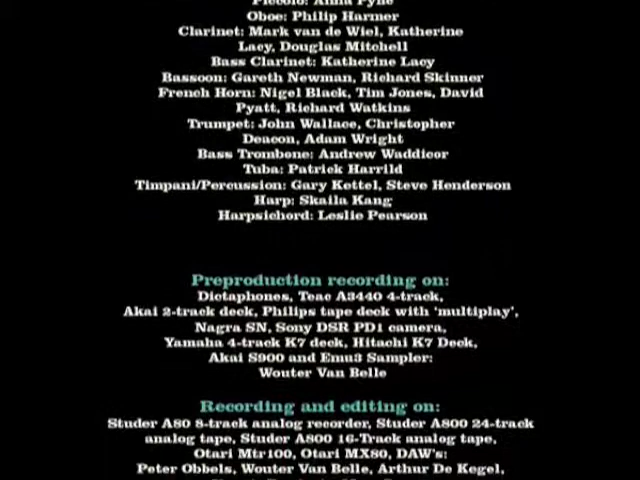 Piccolo: Anna Pyne
Oboe: Philip Harmer
Clarinet: Mark van de Wiel, Katherine
Lacy, Douglas Mitchell
Bass Clarinet: Katherine Lacy
Bassoon: Gareth Newman, Richard Skinner
French Horn: Nigel Black, Tim Jones, David
Pyatt, Richard Watkins
Trumpet: John Wallace, Christopher
Deacon, Adam Wright
Bass Trombone: Andrew Waddicor
Tuba: Patrick Harrild
Timpani/Percussion: Gary Kettel, Steve Henderson
Harp: Skaila Kang
Harpsichord: Leslie Pearson
Preproduction recording on:
Dictaphones, Teac A3440 4-track,
Akai 2-track deck, Philips tape deck with 'multiplay',
Nagra SN, Sony DSR PD1 camera,
Yamaha 4-track K7 deck, Hitachi K7 Deck,
Akai S900 and Emu3 Sampler:
Wouter Van Belle
Recording and editing on:
Studer A80 8-track analog recorder, Studer A800 24-track
analog tape, Studer A800 16-Track analog tape,
Otari Mtr100, Otari MX80, DAW's:
Peter Obbels, Wouter Van Belle, Arthur De Kegel,